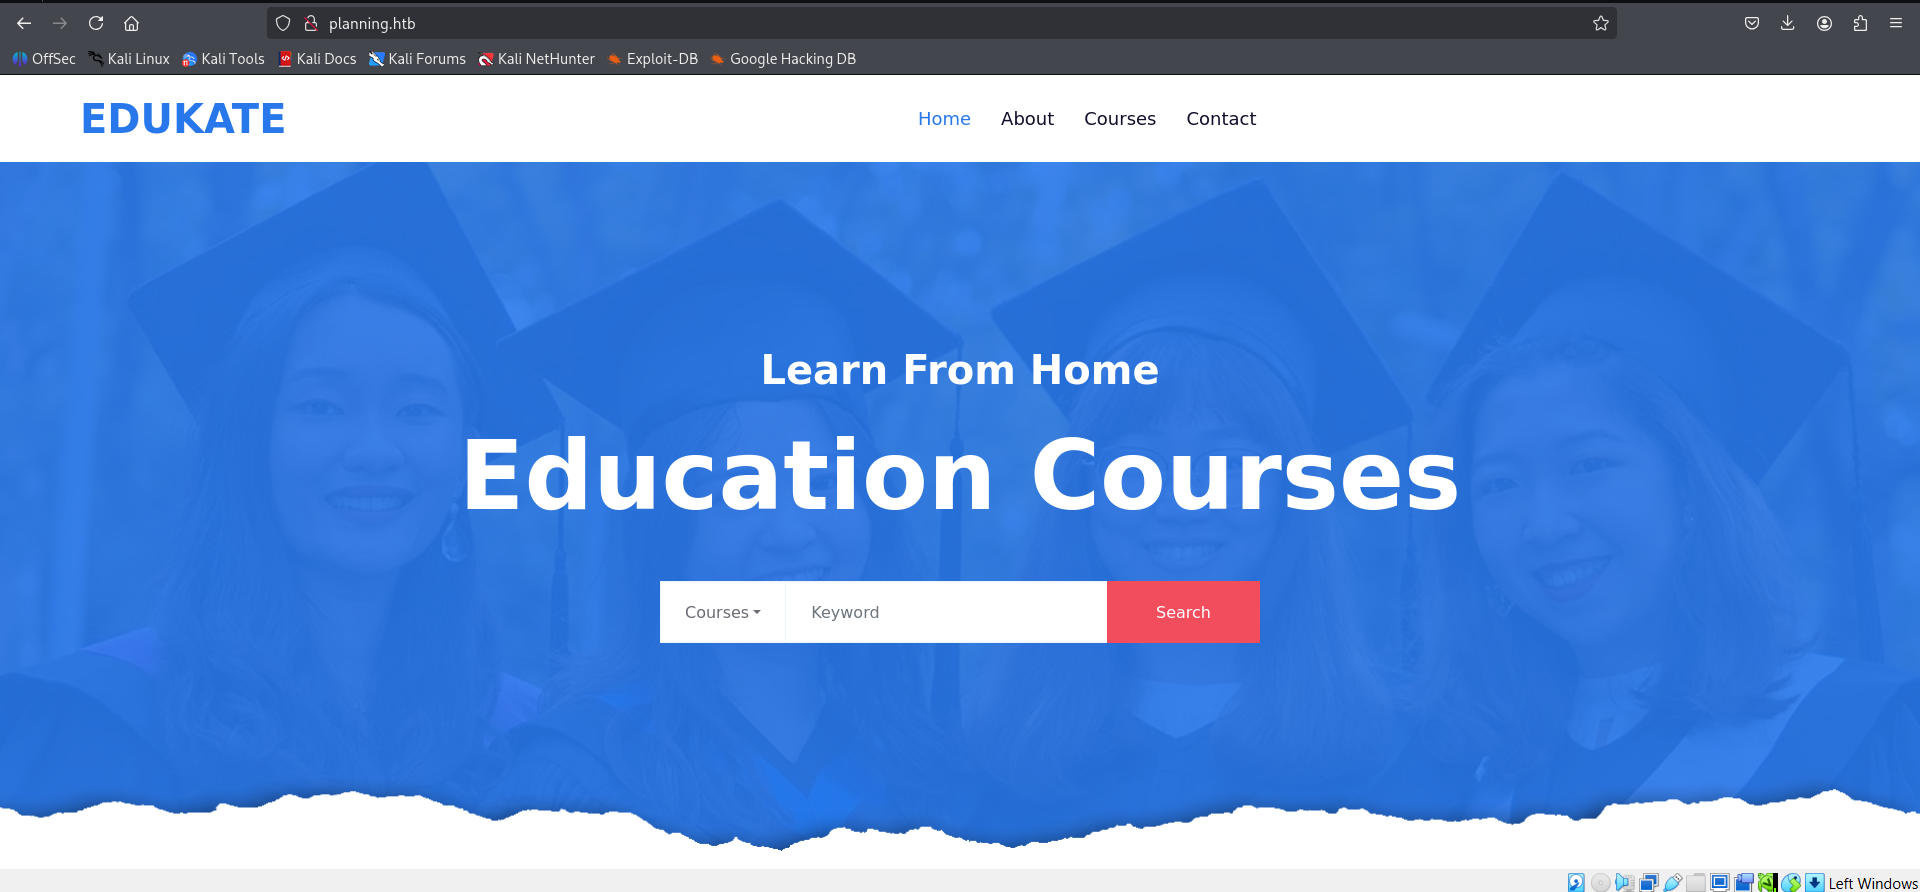 planning.htb
OffSec Kali Linux Kali Tools Kali Docs Kali Forums Kali NetHunter Exploit-DB Google Hacking DB
EDUKATE Home About Courses Contact
Learn From Home
Education Courses
Courses Keyword Search
Left Windows